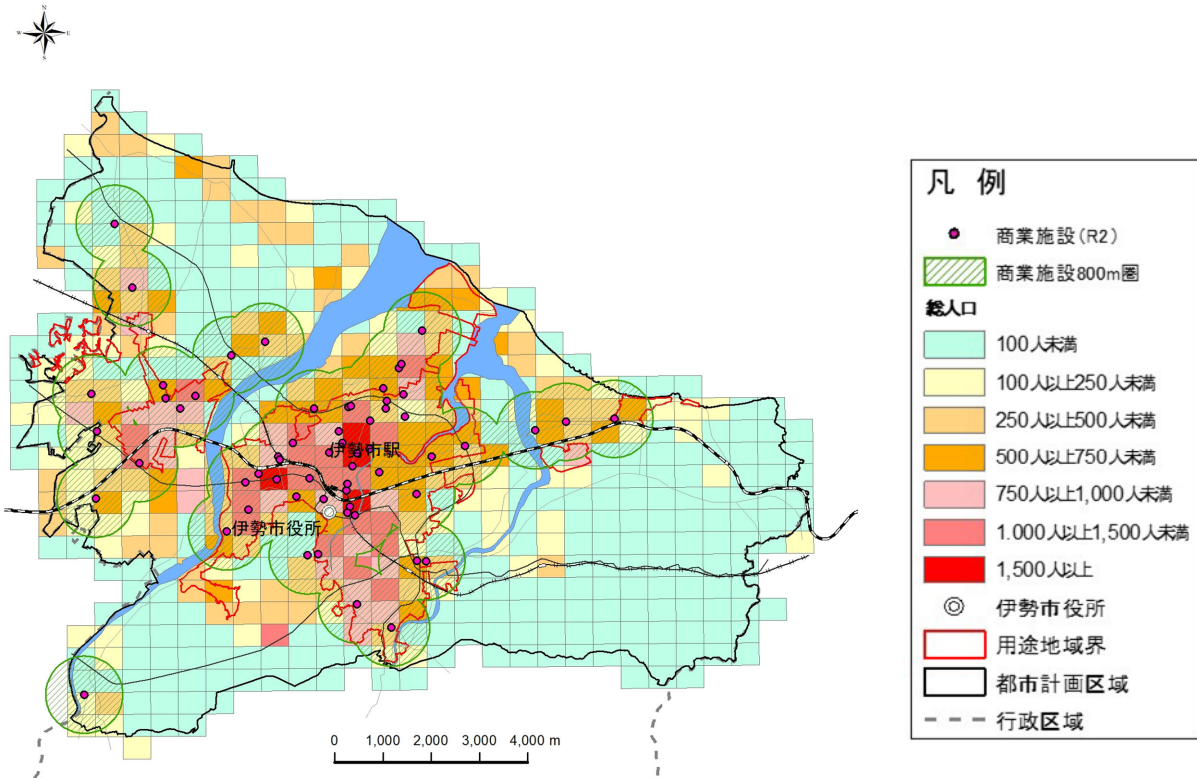 N
W
E
S
伊勢市駅
伊勢市役所
0 1,000 2,000 3,000 4,000 m
凡 例
商業施設(R2)
商業施設800m圏
総人口
100人未満
100人以上250人未満
250人以上500人未満
500人以上750人未満
750人以上1,000人未満
1.000人以上1,500人未満
1,500人以上
伊勢市役所
用途地域界
都市計画区域
行政区域